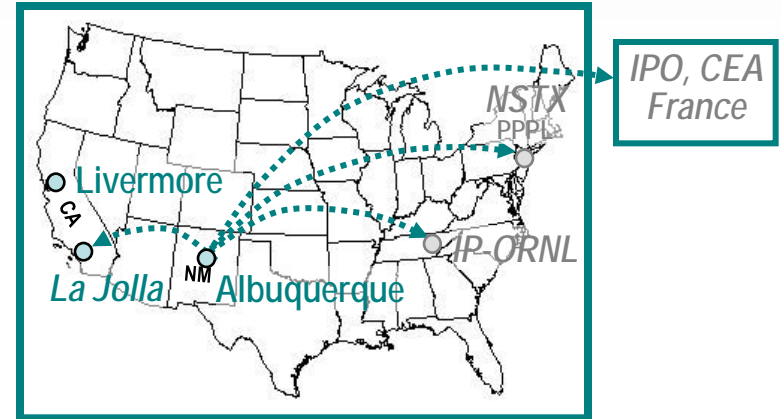 IPO, CEA
France
NSTX
PPPL
Livermore
CA
IP-ORNL
NM
La Jolla
Albuquerque